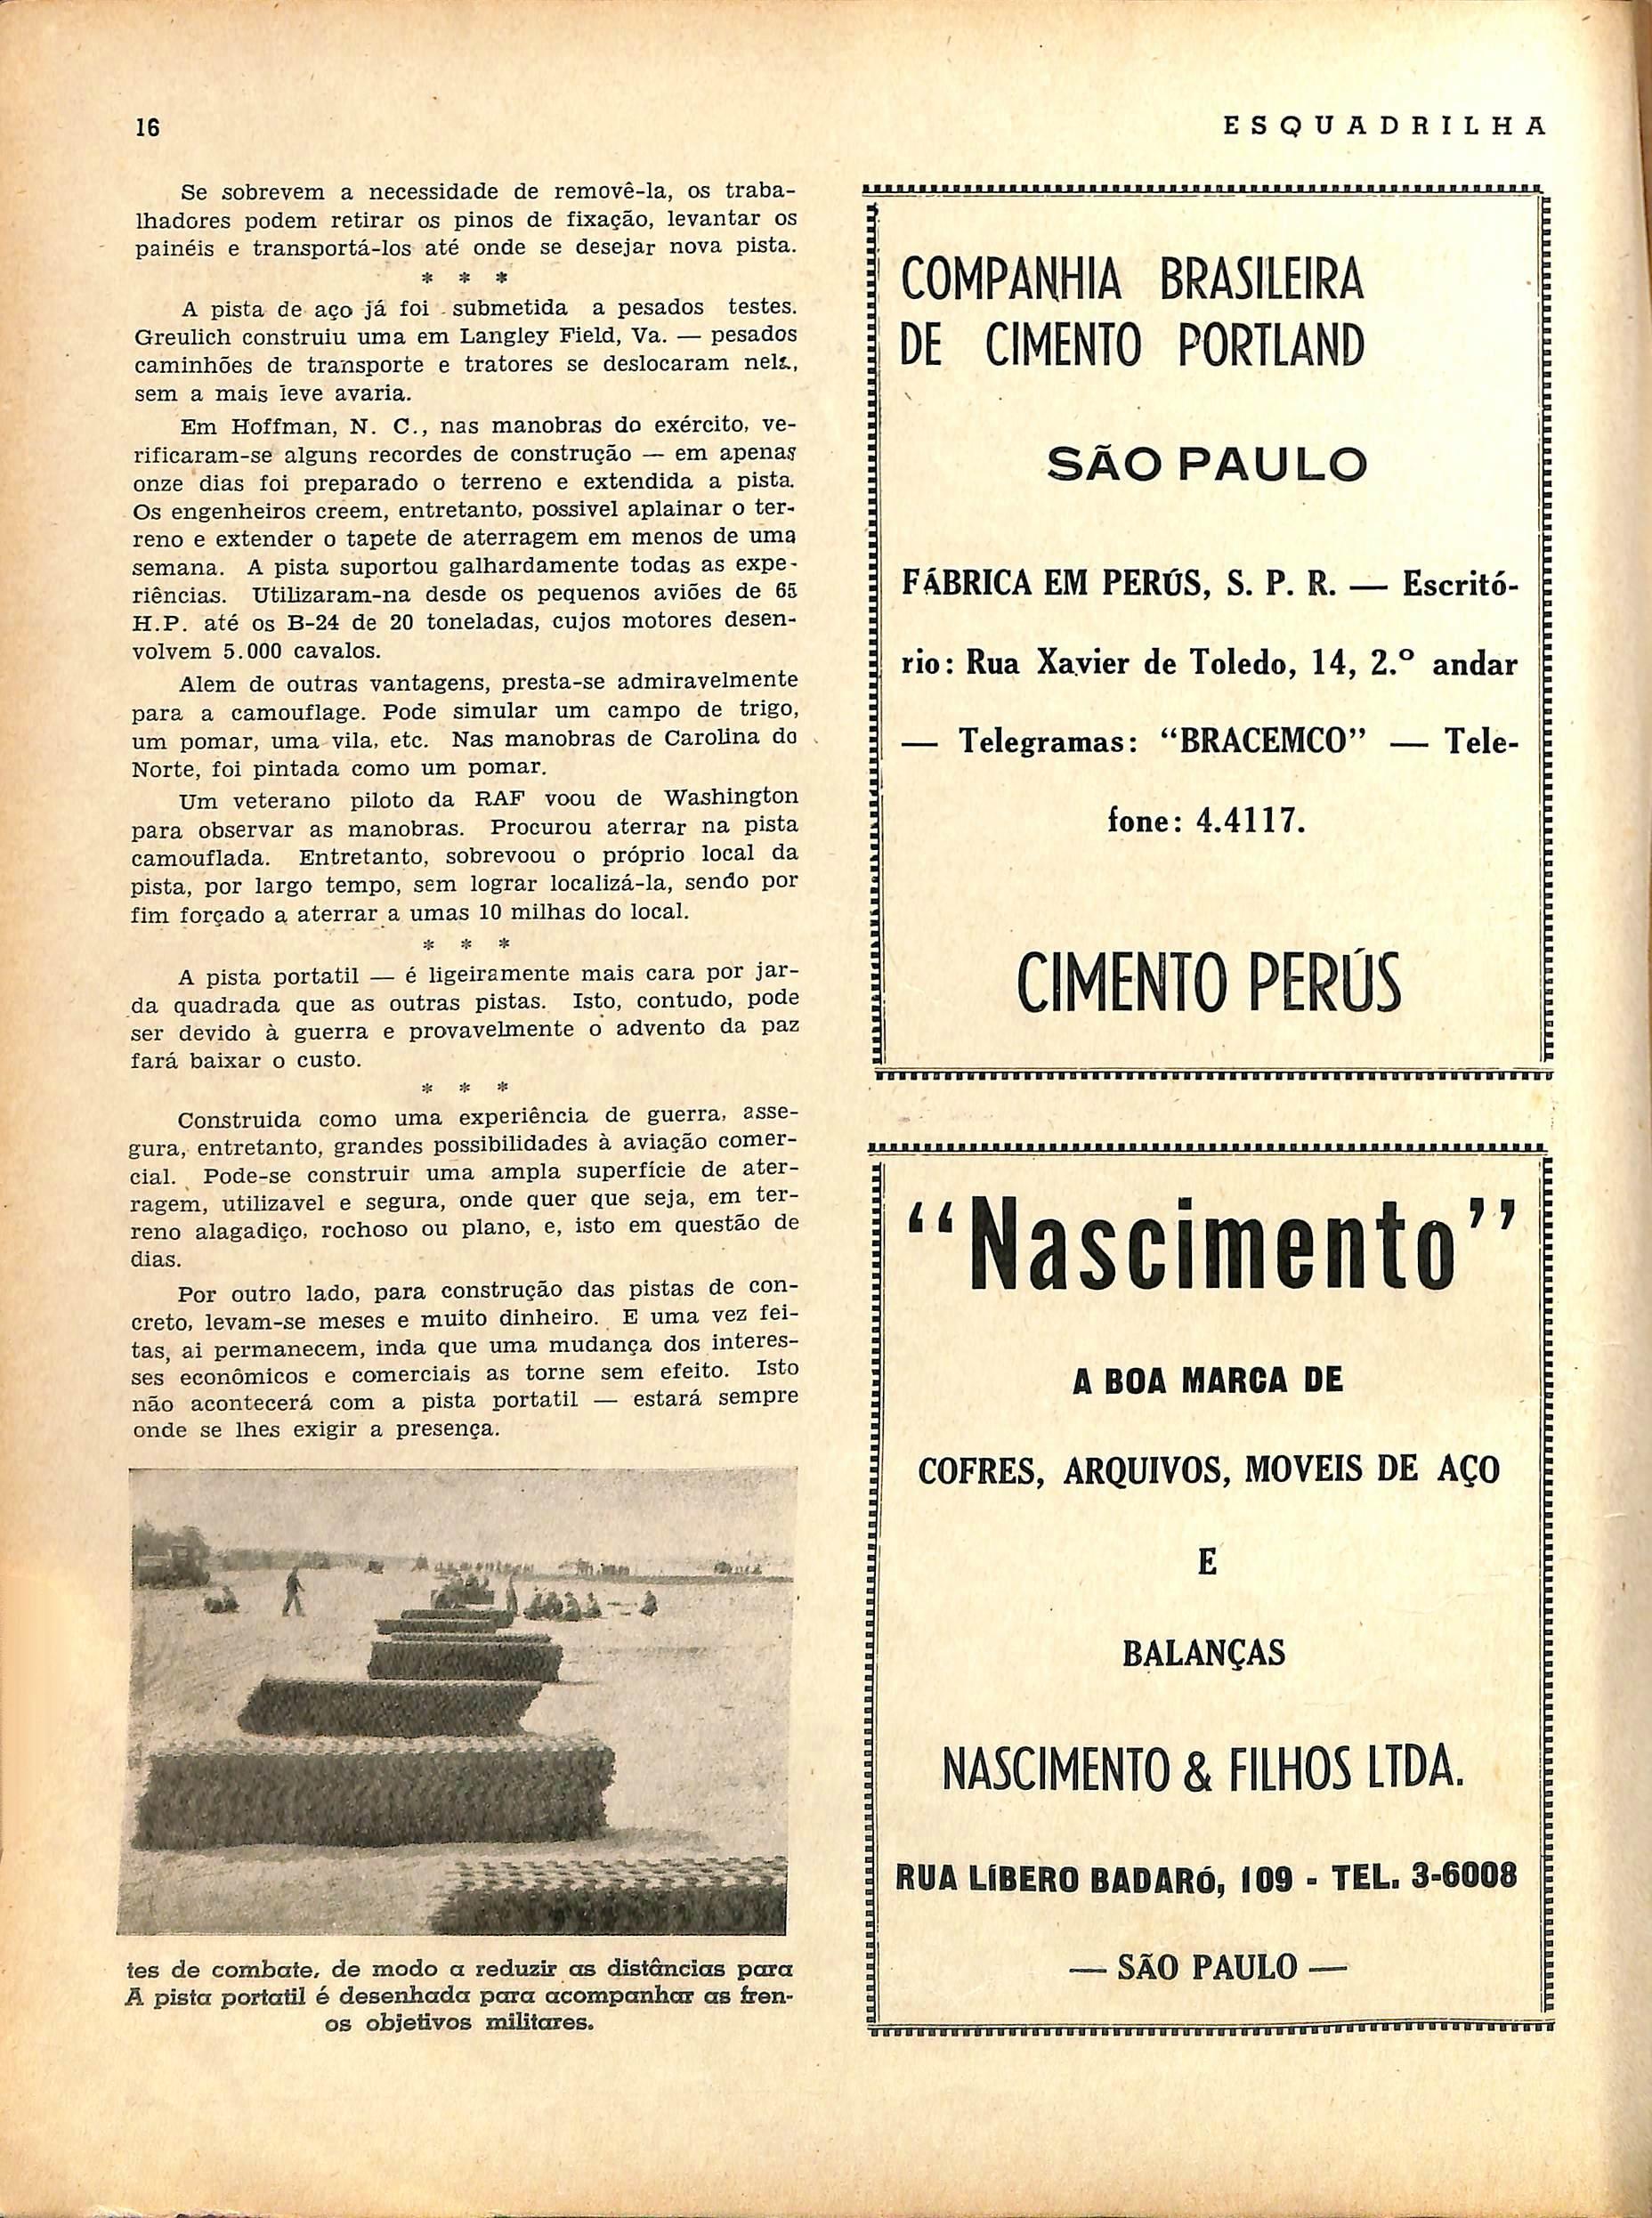 16
ESQUADRILHA
Se sobrevem a necessidade de removê-la, os traba-
lhadores podem retirar os pinos de fixação, levantar os
painéis e transportá-los até onde se desejar nova pista.
* * *
A pista de aço já foi submetida a pesados testes.
Greulich construiu uma em Langley Field, Va. — pesados
caminhões de transporte e tratores se deslocaram nela,
sem a mais leve avaria.
Em Hoffman, N. C., nas manobras do exército, ve-
rificaram-se alguns recordes de construção — em apenas
onze dias foi preparado o terreno e extendida a pista.
Os engenheiros creem, entretanto, possivel aplainar o ter-
reno e extender o tapete de aterragem em menos de uma
semana. A pista suportou galhardamente todas as expe-
riências. Utilizaram-na desde os pequenos aviões de 65
H.P. até os B-24 de 20 toneladas, cujos motores desen-
volvem 5.000 cavalos.
Alem de outras vantagens, presta-se admiravelmente
para a camouflage. Pode simular um campo de trigo,
um pomar, uma vila, etc. Nas manobras de Carolina do
Norte, foi pintada como um pomar.
Um veterano piloto da RAF voou de Washington
para observar as manobras. Procurou aterrar na pista
camouflada. Entretanto, sobrevoou o próprio local da
pista, por largo tempo, sem lograr localizá-la, sendo por
fim forçado a aterrar a umas 10 milhas do local.
* * *
A pista portatil — é ligeiramente mais cara por jar-
da quadrada que as outras pistas. Isto, contudo, pode
ser devido à guerra e provavelmente o advento da paz
fará baixar o custo.
* * *
Construida como uma experiência de guerra, asse-
gura, entretanto, grandes possibilidades à aviação comer-
cial. Pode-se construir uma ampla superfície de ater-
ragem, utilizavel e segura, onde quer que seja, em ter-
reno alagadiço, rochoso ou plano, e, isto em questão de
dias.
Por outro lado, para construção das pistas de con-
creto, levam-se meses e muito dinheiro. E uma vez fei-
tas, ai permanecem, inda que uma mudança dos interes-
ses econômicos e comerciais as torne sem efeito. Isto
não acontecerá com a pista portatil — estará sempre
onde se lhes exigir a presença.
tes de combate, de modo a reduzir as distâncias para
A pista portatil é desenhada para acompanhar as fren-
os objetivos militares.
COMPANHIA BRASILEIRA
DE CIMENTO PORTLAND
SÃO PAULO
FÁBRICA EM PERÚS, S. P. R. — Escritó-
rio: Rua Xavier de Toledo, 14, 2.º andar
— Telegramas: “BRACEMCO” — Tele-
fone: 4.4117.
CIMENTO PERÚS
“Nascimento”
A BOA MARCA DE
COFRES, ARQUIVOS, MOVEIS DE AÇO
E
BALANÇAS
NASCIMENTO & FILHOS LTDA.
RUA LÍBERO BADARÓ, 109 - TEL. 3-6008
— SÃO PAULO —